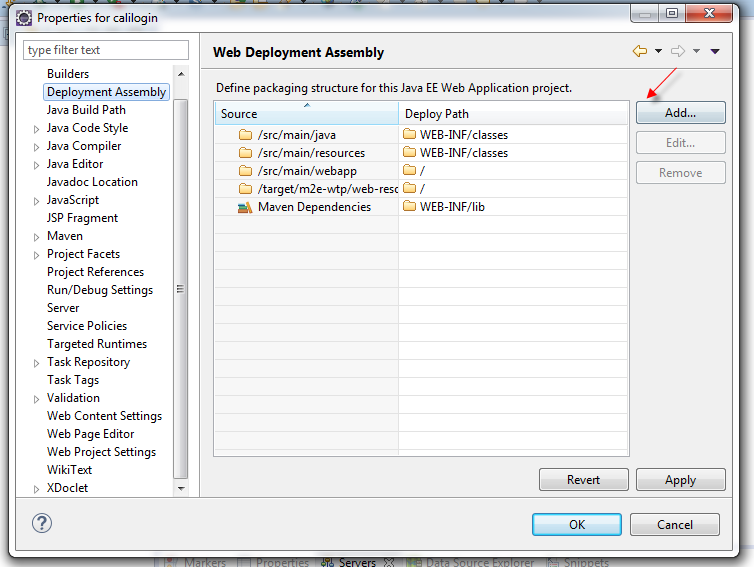 Properties for calilogin
type filter text
Builders
Deployment Assembly
Java Build Path
Java Code Style
Java Compiler
Java Editor
Javadoc Location
JavaScript
JSP Fragment
Maven
Project Facets
Project References
Run/Debug Settings
Server
Service Policies
Targeted Runtimes
Task Repository
Task Tags
Validation
Web Content Settings
Web Page Editor
Web Project Settings
WikiText
XDoclet
Web Deployment Assembly
Define packaging structure for this Java EE Web Application project.
Source Deploy Path
/src/main/java WEB-INF/classes
/src/main/resources WEB-INF/classes
/src/main/webapp /
/target/m2e-wtp/web-reso /
Maven Dependencies WEB-INF/lib
Add...
Edit...
Remove
Revert Apply
OK Cancel
Markers Properties Servers Data Source Explorer Snippets